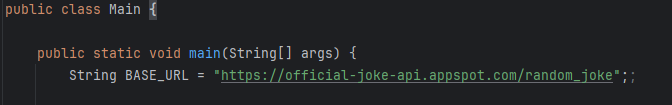 public class Main {
public static void main(String[] args) {
String BASE_URL = "https://official-joke-api.appspot.com/random_joke";;